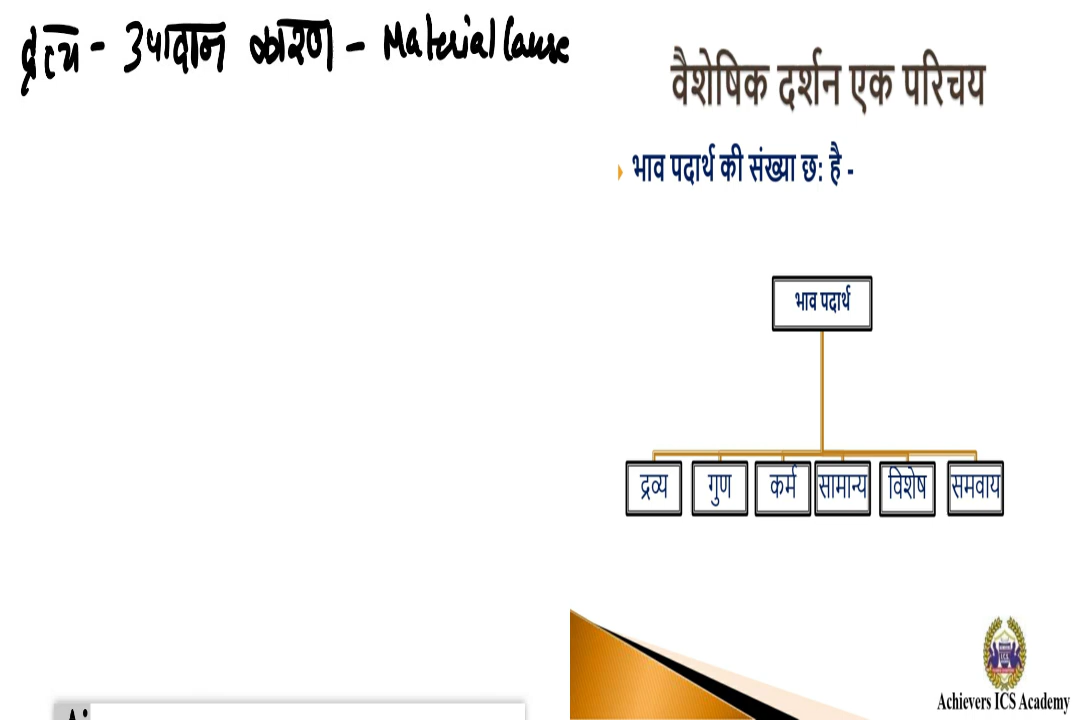 द्रव्य - उपादान कारण - Material Cause
वैशेषिक दर्शन एक परिचय
भाव पदार्थ की संख्या छ: है -
भाव पदार्थ
द्रव्य गुण कर्म सामान्य विशेष समवाय
Achievers ICS Academy